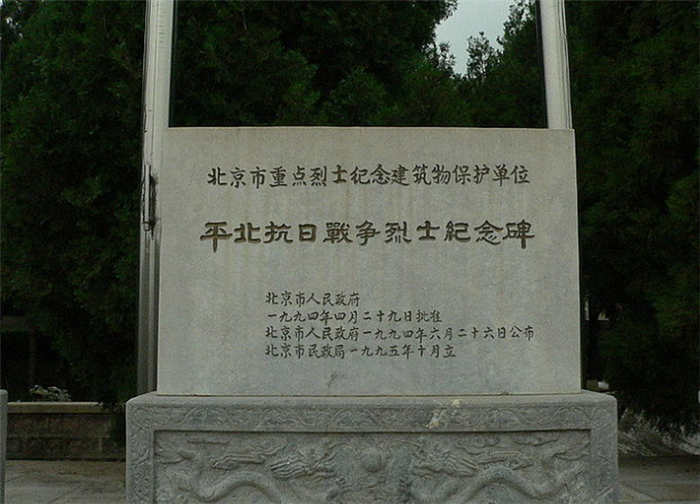 北京市重点烈士纪念建筑物保护单位
平北抗日戰争烈士紀念碑
北京市人民政府
一九九四年四月二十九日批准
北京市人民政府一九九四年六月二十六日公布
北京市民政局一九九五年十月立